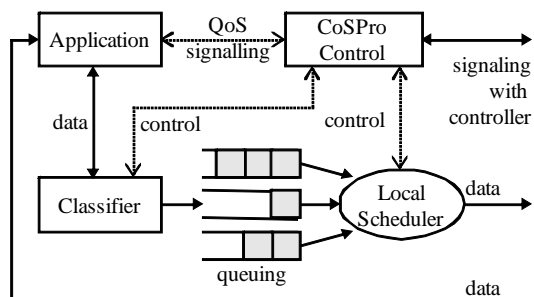 Application
QoS
signalling
CoSPro
Control
signaling
with
controller
data
control
control
Classifier
Local
Scheduler
data
queuing
data